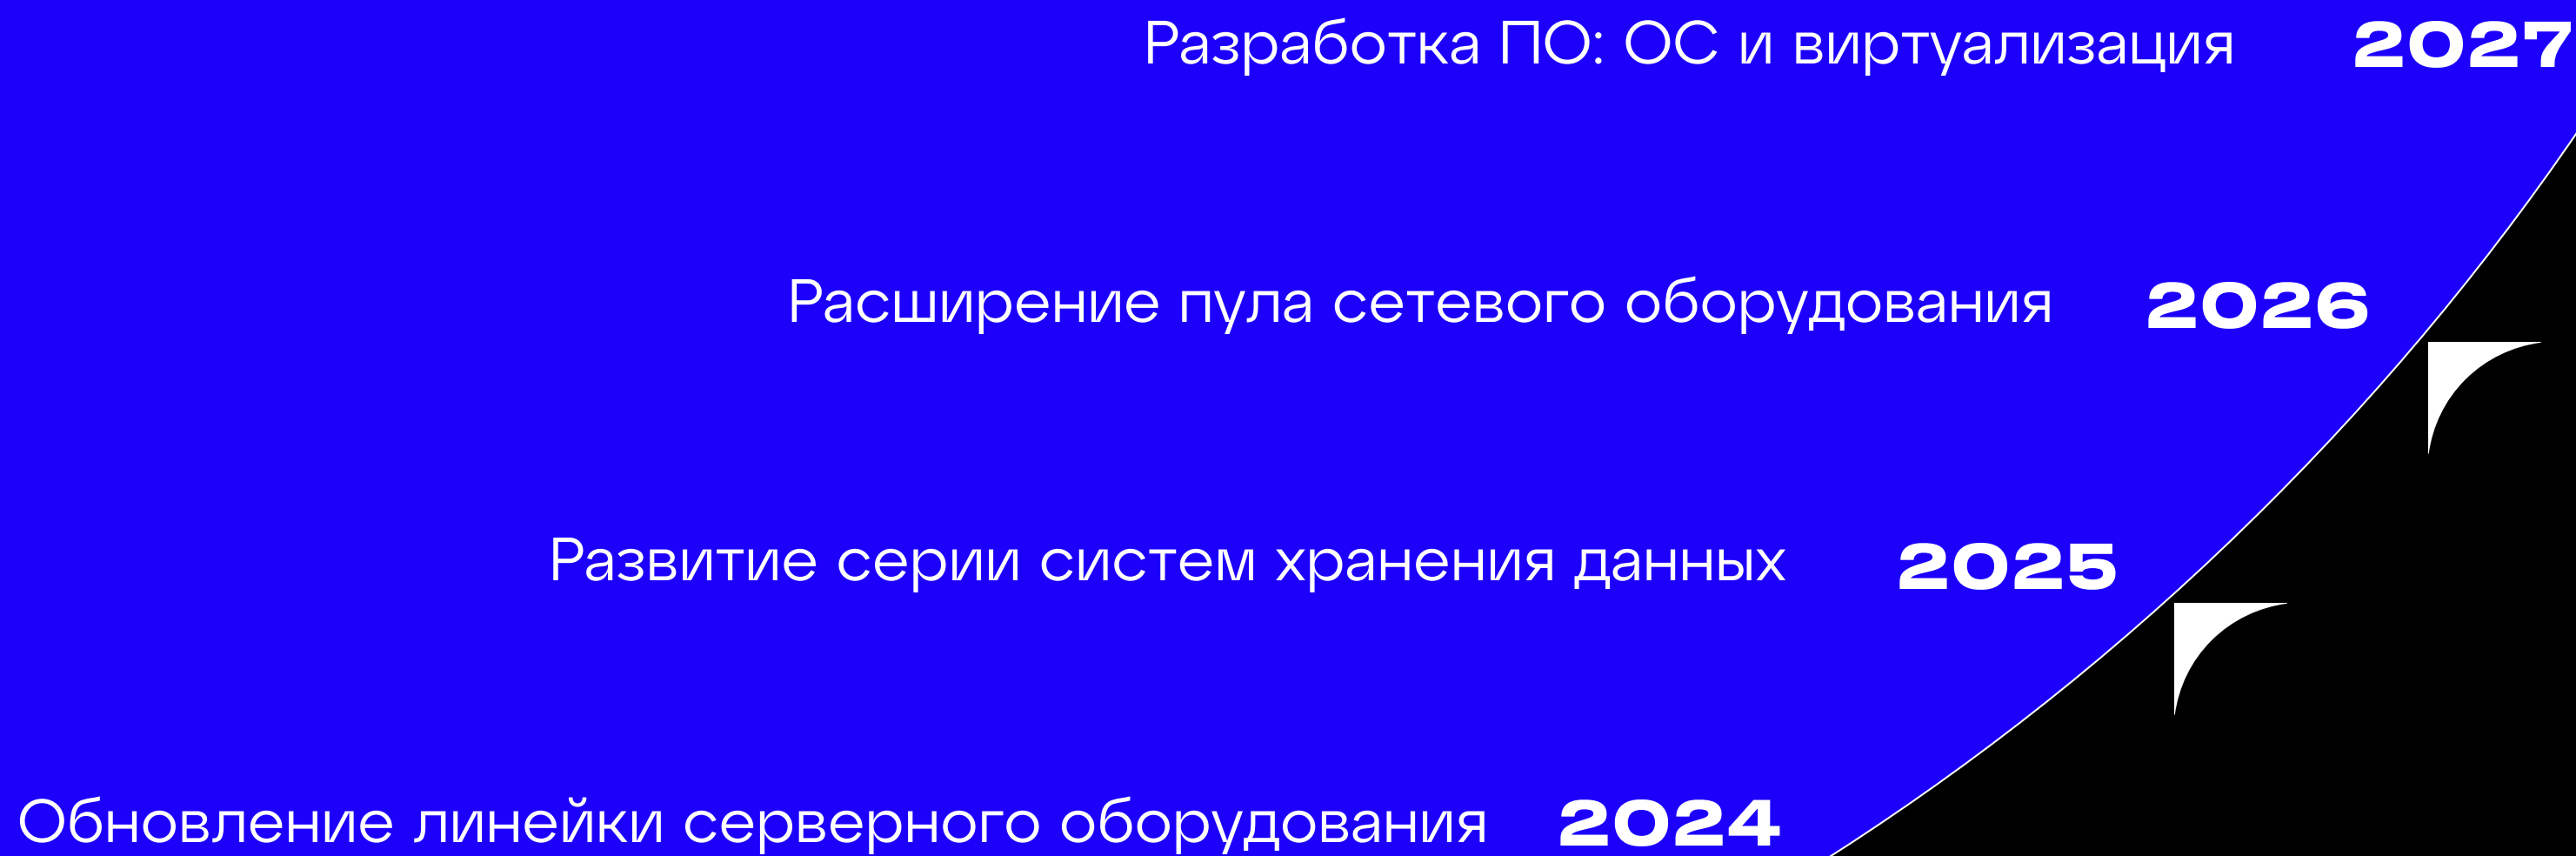 Разработка ПО: ОС и виртуализация 2027
Расширение пула сетевого оборудования 2026
Развитие серии систем хранения данных 2025
Обновление линейки серверного оборудования 2024